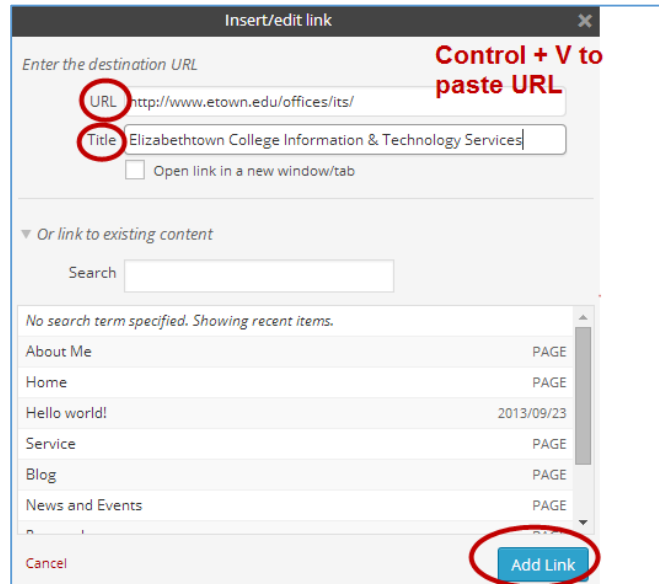 Insert/edit link
Enter the destination URL
Control + V to
paste URL
URL http://www.etown.edu/offices/its/
Title Elizabethtown College Information & Technology Services
Open link in a new window/tab
Or link to existing content
Search
No search term specified. Showing recent items.
About Me PAGE
Home PAGE
Hello world! 2013/09/23
Service PAGE
Blog PAGE
News and Events PAGE
PAGE
Cancel Add Link